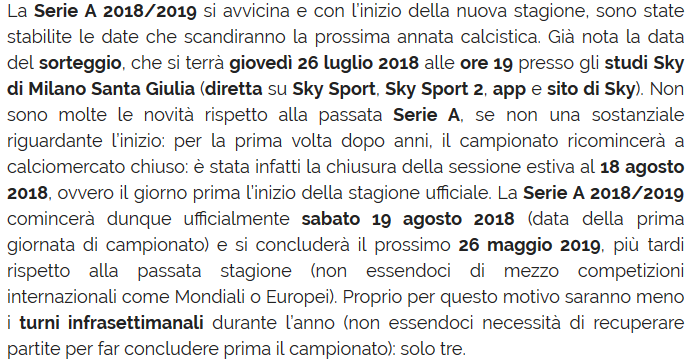 La Serie A 2018/2019 si avvicina e con l'inizio della nuova stagione, sono state
stabilite le date che scandiranno la prossima annata calcistica. Già nota la data
del sorteggio, che si terrà giovedì 26 luglio 2018 alle ore 19 presso gli studi Sky
di Milano Santa Giulia (diretta su Sky Sport, Sky Sport 2, app e sito di Sky). Non
sono molte le novità rispetto alla passata Serie A, se non una sostanziale
riguardante l'inizio: per la prima volta dopo anni, il campionato ricomincerà a
calciomercato chiuso: è stata infatti la chiusura della sessione estiva al 18 agosto
2018, ovvero il giorno prima l'inizio della stagione ufficiale. La Serie A 2018/2019
comincerà dunque ufficialmente sabato 19 agosto 2018 (data della prima
giornata di campionato) e si concluderà il prossimo 26 maggio 2019, più tardi
rispetto alla passata stagione (non essendoci di mezzo competizioni
internazionali come Mondiali o Europei). Proprio per questo motivo saranno meno
i turni infrasettimanali durante l'anno (non essendoci necessità di recuperare
partite per far concludere prima il campionato): solo tre.